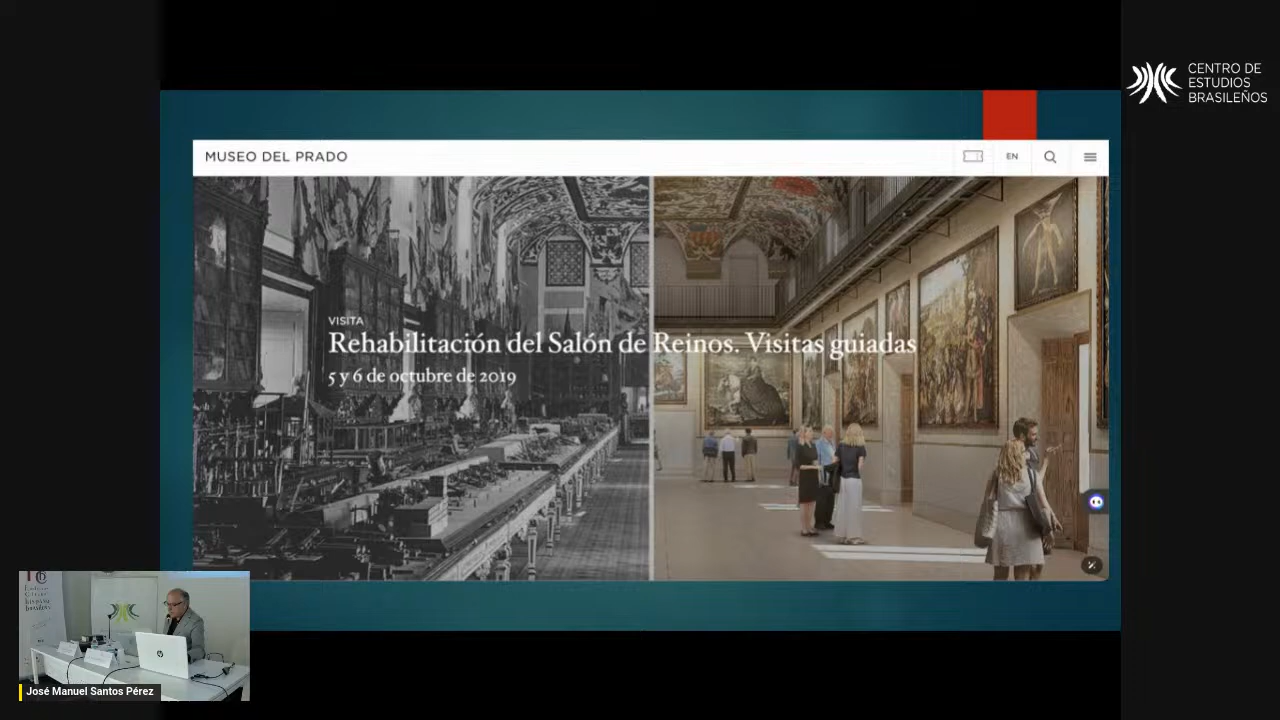 CENTRO DE
ESTUDIOS
BRASILEÑOS
MUSEO DEL PRADO
EN
VISITA
Rehabilitación del Salón de Reinos. Visitas guiadas
5 y 6 de octubre de 2019
hp
José Manuel Santos Pérez